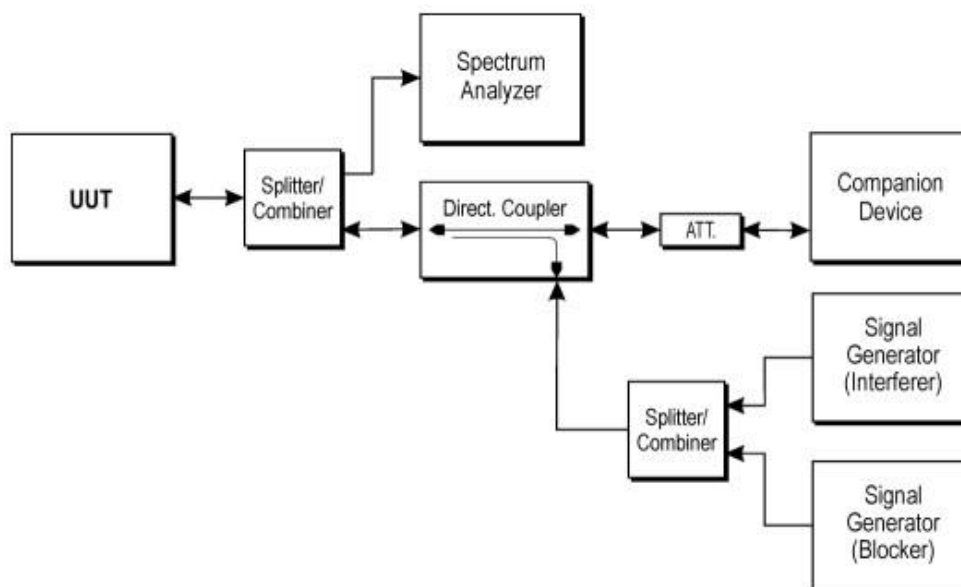 Spectrum
Analyzer
UUT
Splitter/
Combiner
Direct. Coupler
ATT.
Companion
Device
Signal
Generator
(Interferer)
Splitter/
Combiner
Signal
Generator
(Blocker)